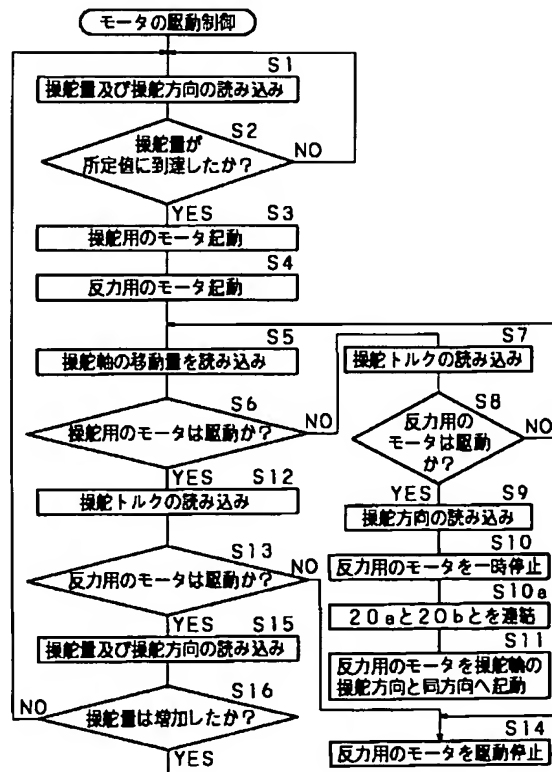 モータの駆動制御
S1
操舵量及び操舵方向の読み込み
S2
操舵量が
所定値に到達したか？
NO
YES
S3
操舵用のモータ起動
S4
反力用のモータ起動
S5
操舵軸の移動量を読み込み
S6
操舵用のモータは駆動か？
NO
YES
S7
操舵トルクの読み込み
S8
反力用の
モータは駆動
か？
NO
YES
S9
操舵方向の読み込み
S10
反力用のモータを一時停止
S10a
20aと20bとを連結
S11
反力用のモータを操舵軸の
操舵方向と同方向へ起動
S12
操舵トルクの読み込み
S13
反力用のモータは駆動か？
NO
YES
S14
反力用のモータを駆動停止
S15
操舵量及び操舵方向の読み込み
S16
操舵量は増加したか？
NO
YES